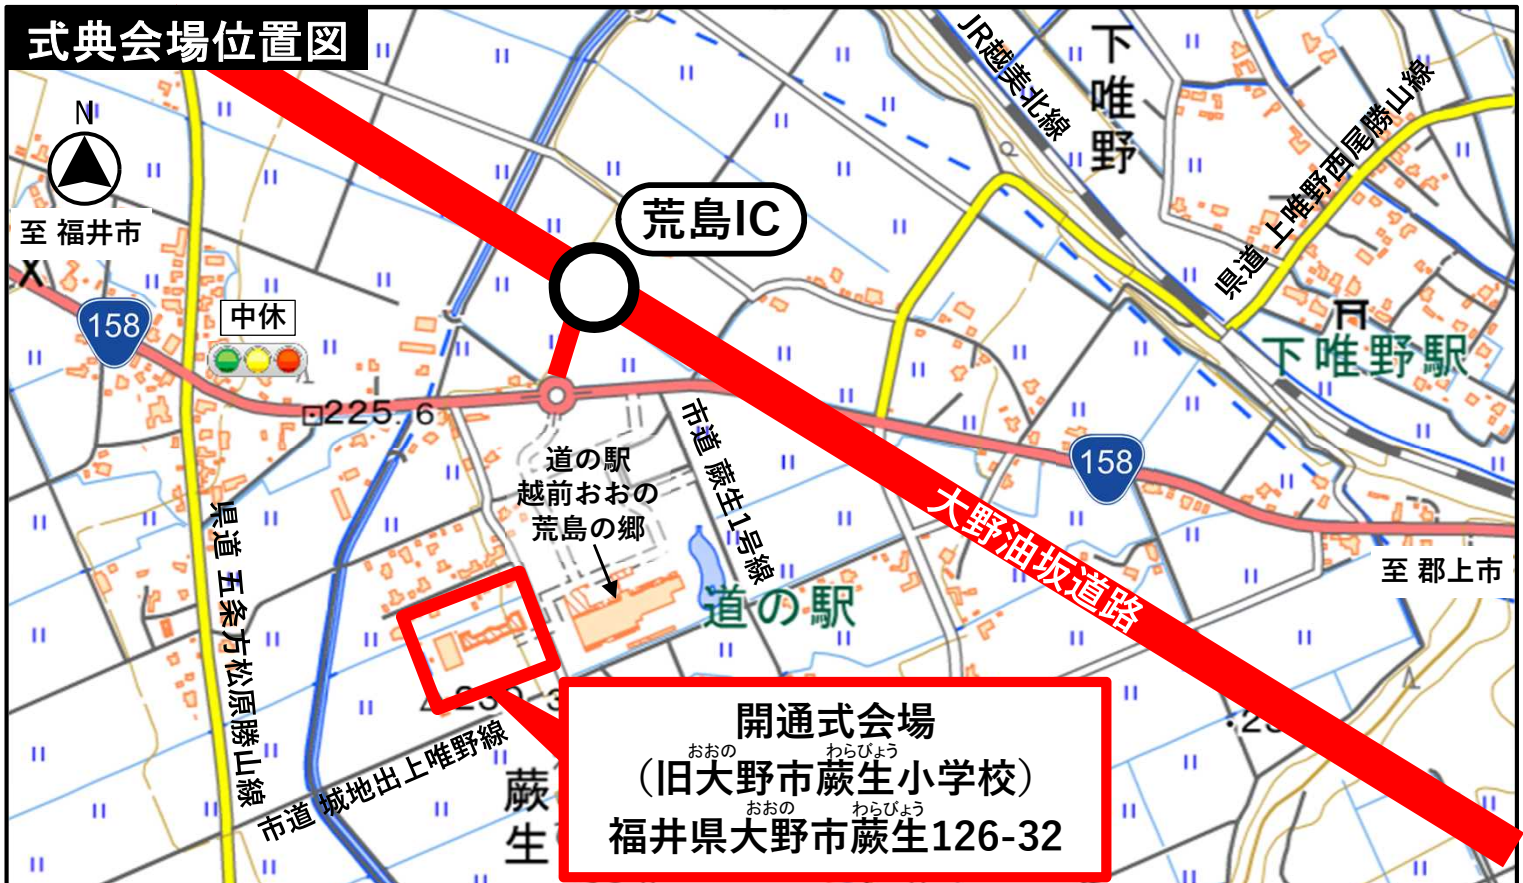 式典会場位置図
N
至 福井市
158
中休
225.6
荒島IC
JR越美北線
下唯野
県道 上唯野西尾勝山線
下唯野駅
158
至 郡上市
大野油坂道路
市道 蕨生1号線
道の駅
越前おおの
荒島の郷
道の駅
県道 五条方松原勝山線
市道 城地出上唯野線
蕨生
開通式会場
おおの わらびょう
（旧大野市蕨生小学校）
おおの わらびょう
福井県大野市蕨生126-32